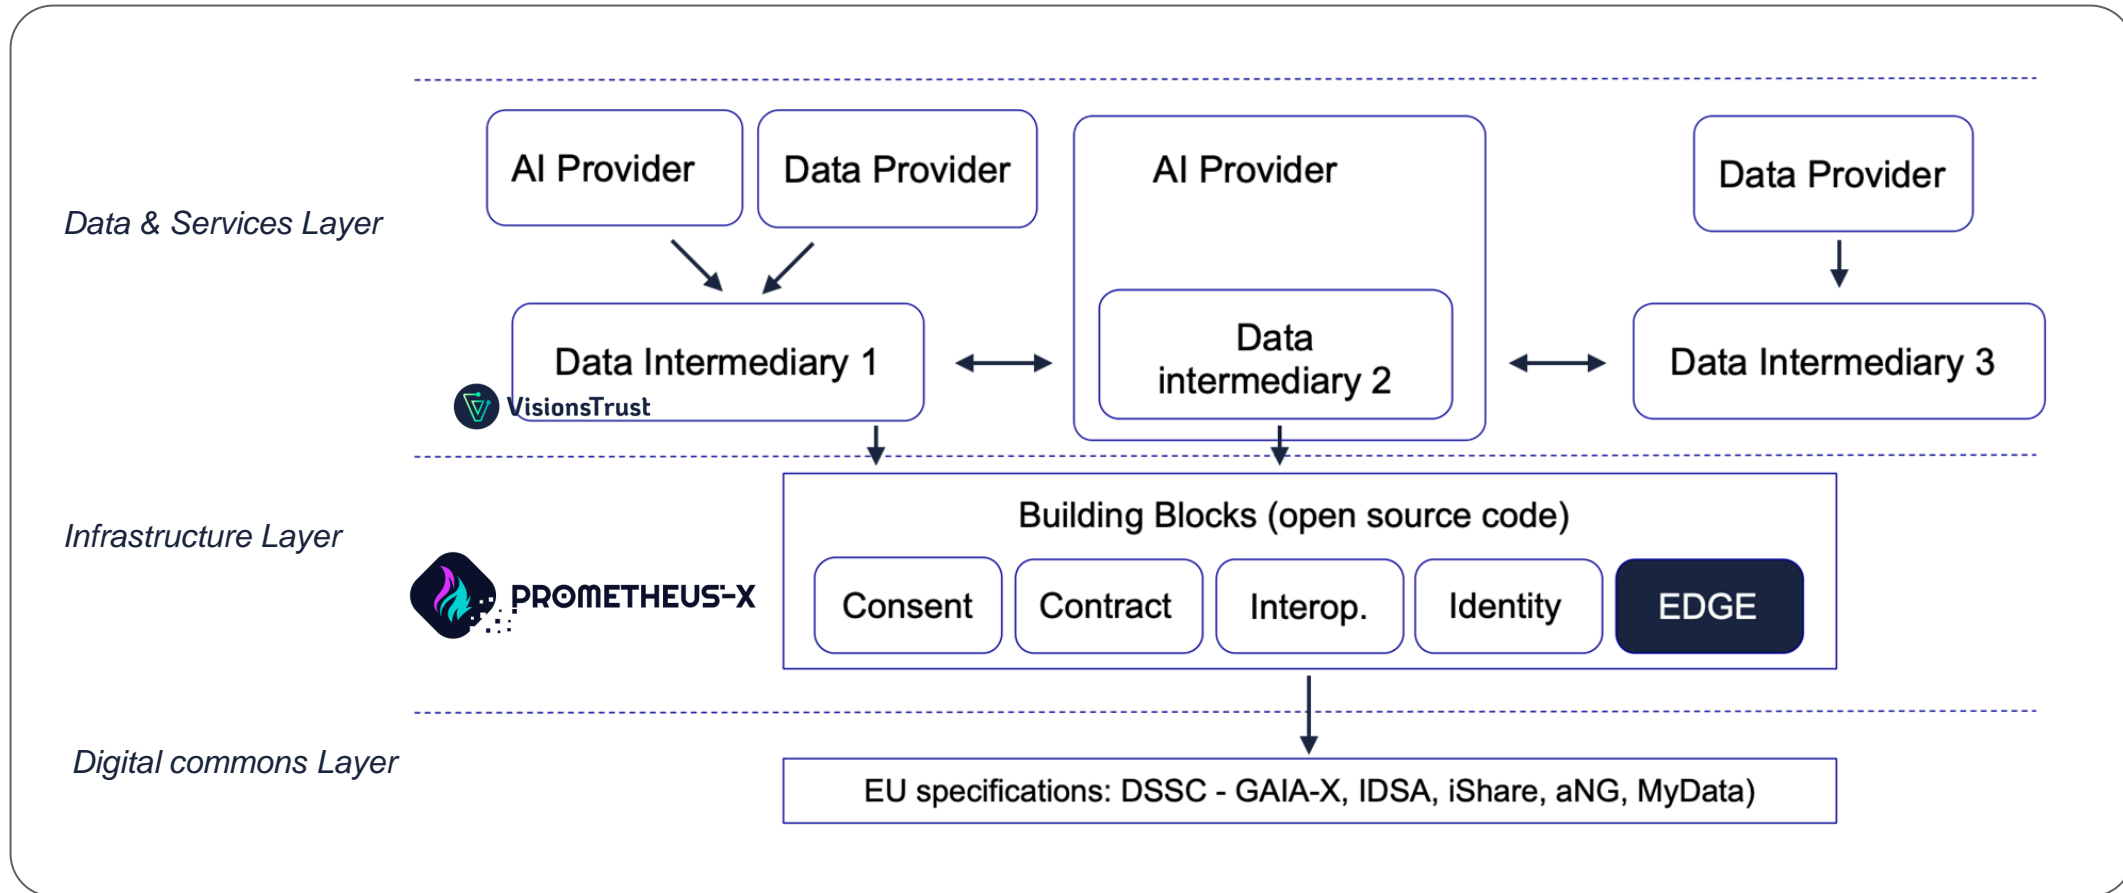 AI Provider
Data Provider
AI Provider
Data Provider
Data & Services Layer
Data Intermediary 1
Data
intermediary 2
Data Intermediary 3
VisionsTrust
Infrastructure Layer
Building Blocks (open source code)
PROMETHEUS-X
Consent
Contract
Interop.
Identity
EDGE
Digital commons Layer
EU specifications: DSSC - GAIA-X, IDSA, iShare, aNG, MyData)